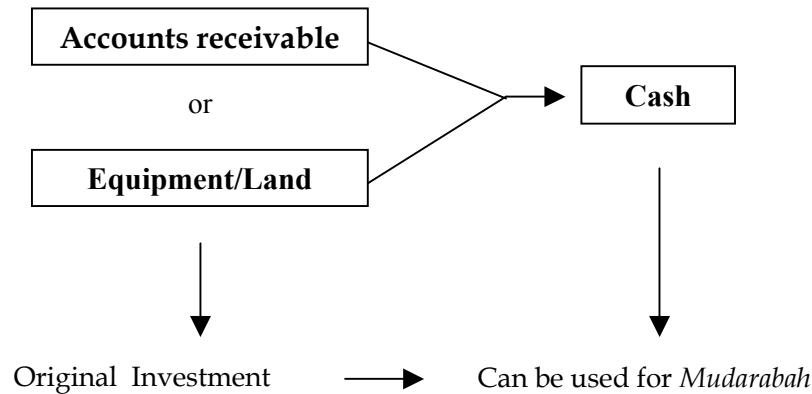 Accounts receivable
or
Cash
Equipment/Land
Original Investment
Can be used for Mudarabah